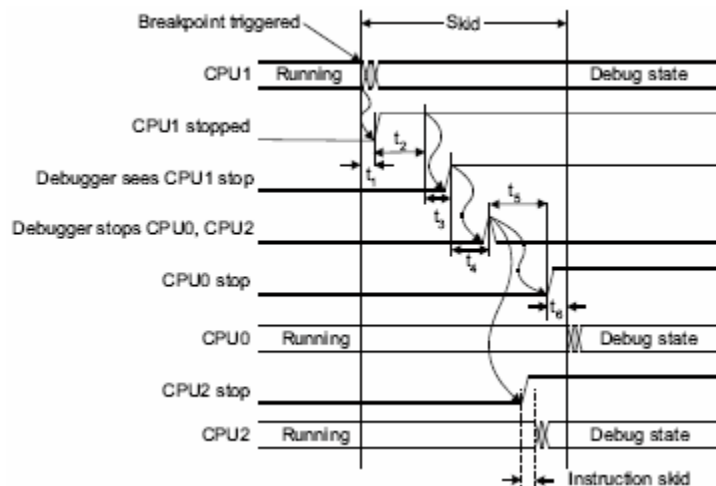 Breakpoint triggered
Skid
CPU1 Running Debug state
CPU1 stopped
t2
t1
Debugger sees CPU1 stop
t5
t3
Debugger stops CPU0, CPU2
t4
CPU0 stop
t6
CPU0 Running Debug state
CPU2 stop
CPU2 Running Debug state
Instruction skid